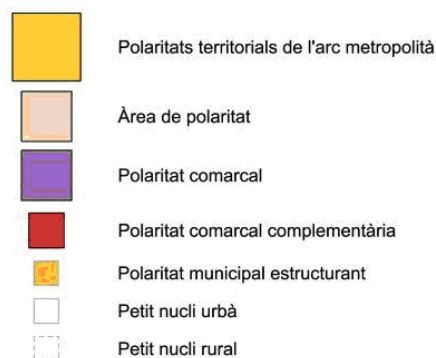 Polaritats territorials de l'arc metropolità
Àrea de polaritat
Polaritat comarcal
Polaritat comarcal complementària
Polaritat municipal estructurant
Petit nucli urbà
Petit nucli rural